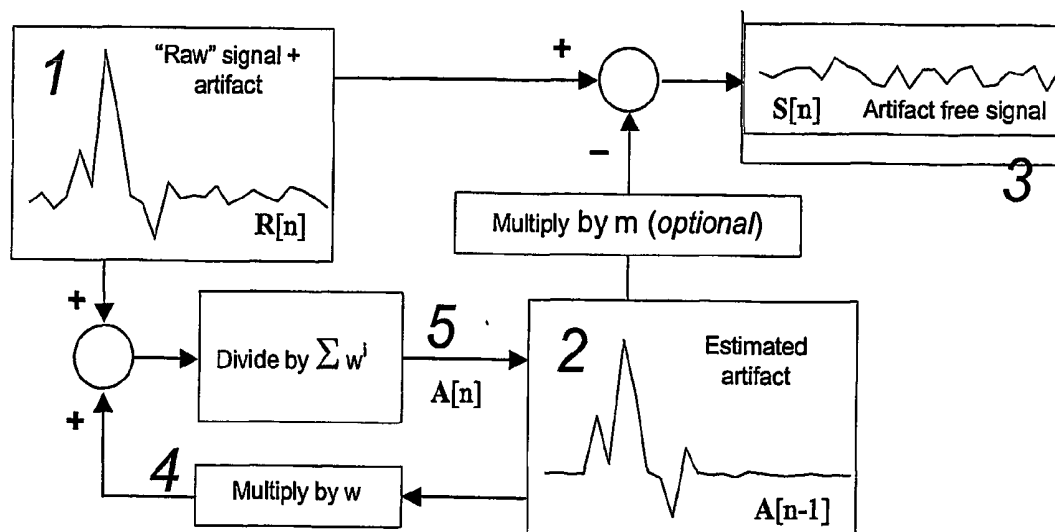 1
“Raw” signal +
artifact
R[n]
+
−
S[n]
Artifact free signal
3
Multiply by m (optional)
+
+
Divide by ∑ wʲ
5
A[n]
2
Estimated
artifact
A[n-1]
4
Multiply by w